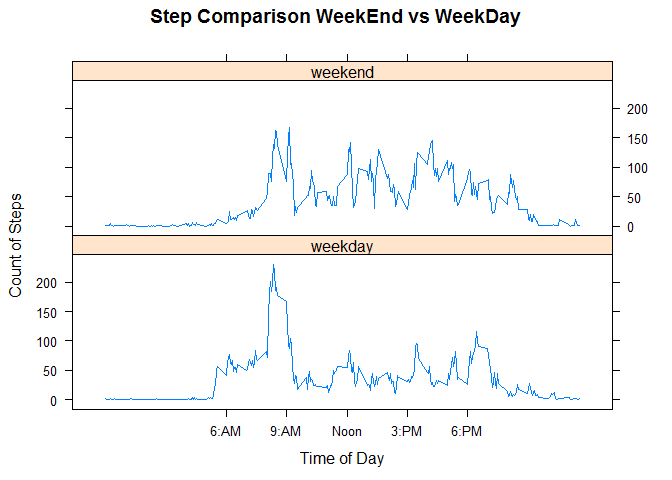 Step Comparison WeekEnd vs WeekDay
weekend
200
150
100
50
0
weekday
200
150
100
50
0
Count of Steps
6:AM 9:AM Noon 3:PM 6:PM
Time of Day